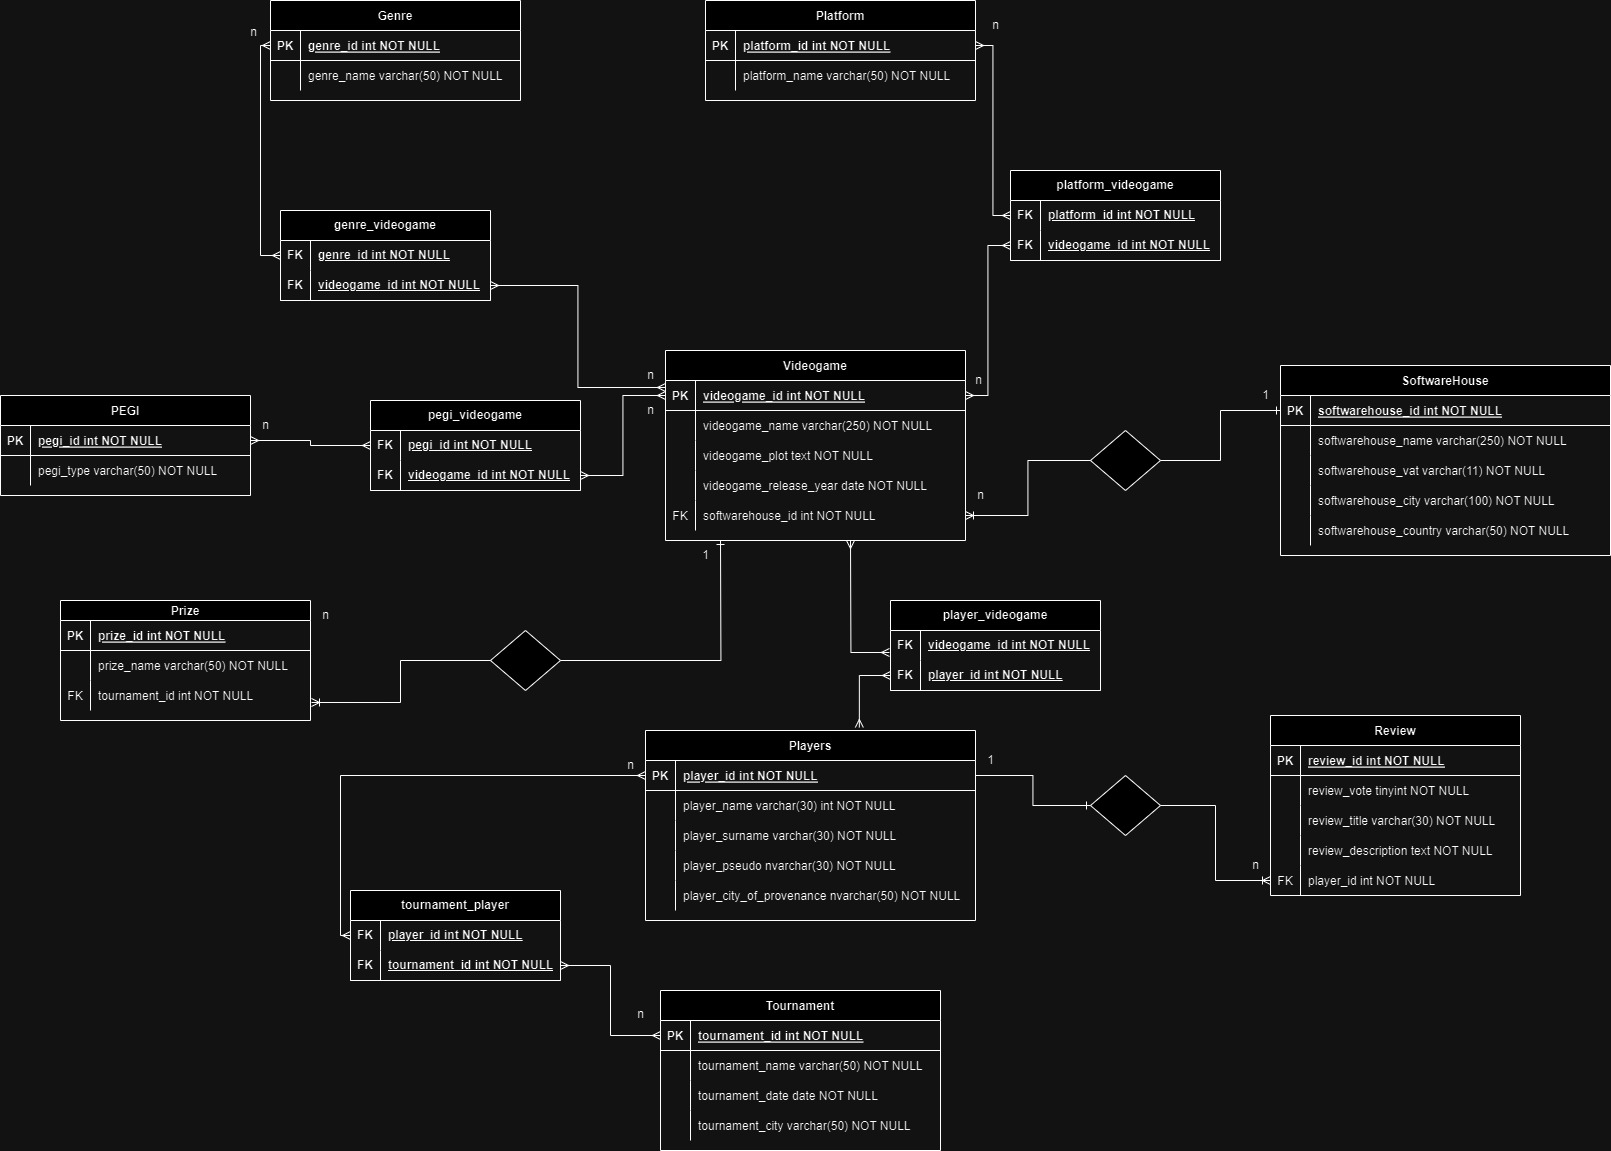 Genre
n
PK genre_id int NOT NULL
genre_name varchar(50) NOT NULL
Platform
n
PK platform_id int NOT NULL
platform_name varchar(50) NOT NULL
platform_videogame
FK platform_id int NOT NULL
FK videogame_id int NOT NULL
genre_videogame
FK genre_id int NOT NULL
FK videogame_id int NOT NULL
Videogame
n
n
PK videogame_id int NOT NULL
n
videogame_name varchar(250) NOT NULL
videogame_plot text NOT NULL
videogame_release_year date NOT NULL
FK softwarehouse_id int NOT NULL
n
1
SoftwareHouse
1
PK softwarehouse_id int NOT NULL
softwarehouse_name varchar(250) NOT NULL
softwarehouse_vat varchar(11) NOT NULL
softwarehouse_city varchar(100) NOT NULL
softwarehouse_country varchar(50) NOT NULL
PEGI
n
PK pegi_id int NOT NULL
pegi_type varchar(50) NOT NULL
pegi_videogame
FK pegi_id int NOT NULL
FK videogame_id int NOT NULL
Prize
n
PK prize_id int NOT NULL
prize_name varchar(50) NOT NULL
FK tournament_id int NOT NULL
player_videogame
FK videogame_id int NOT NULL
FK player_id int NOT NULL
Players
n
1
PK player_id int NOT NULL
player_name varchar(30) int NOT NULL
player_surname varchar(30) NOT NULL
player_pseudo nvarchar(30) NOT NULL
player_city_of_provenance nvarchar(50) NOT NULL
Review
PK review_id int NOT NULL
review_vote tinyint NOT NULL
review_title varchar(30) NOT NULL
review_description text NOT NULL
n
FK player_id int NOT NULL
tournament_player
FK player_id int NOT NULL
FK tournament_id int NOT NULL
Tournament
n
PK tournament_id int NOT NULL
tournament_name varchar(50) NOT NULL
tournament_date date NOT NULL
tournament_city varchar(50) NOT NULL